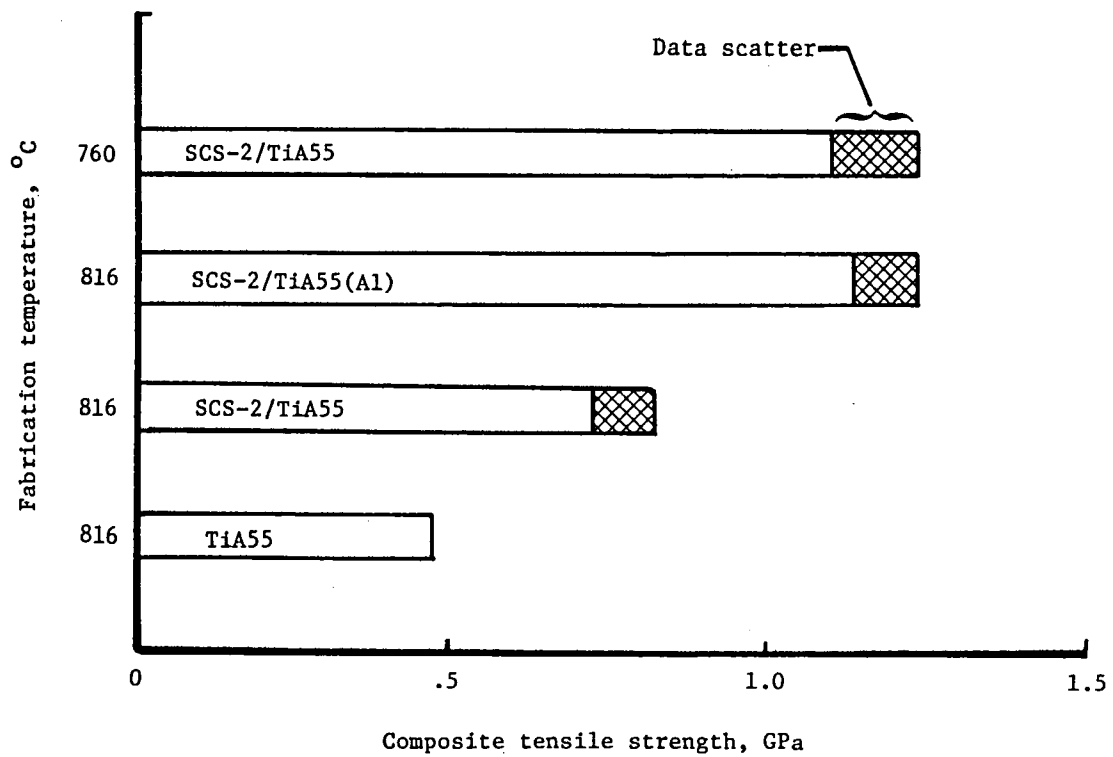 Data scatter
Fabrication temperature, °C
760
SCS-2/TiA55
816
SCS-2/TiA55(Al)
816
SCS-2/TiA55
816
TiA55
0
.5
1.0
1.5
Composite tensile strength, GPa